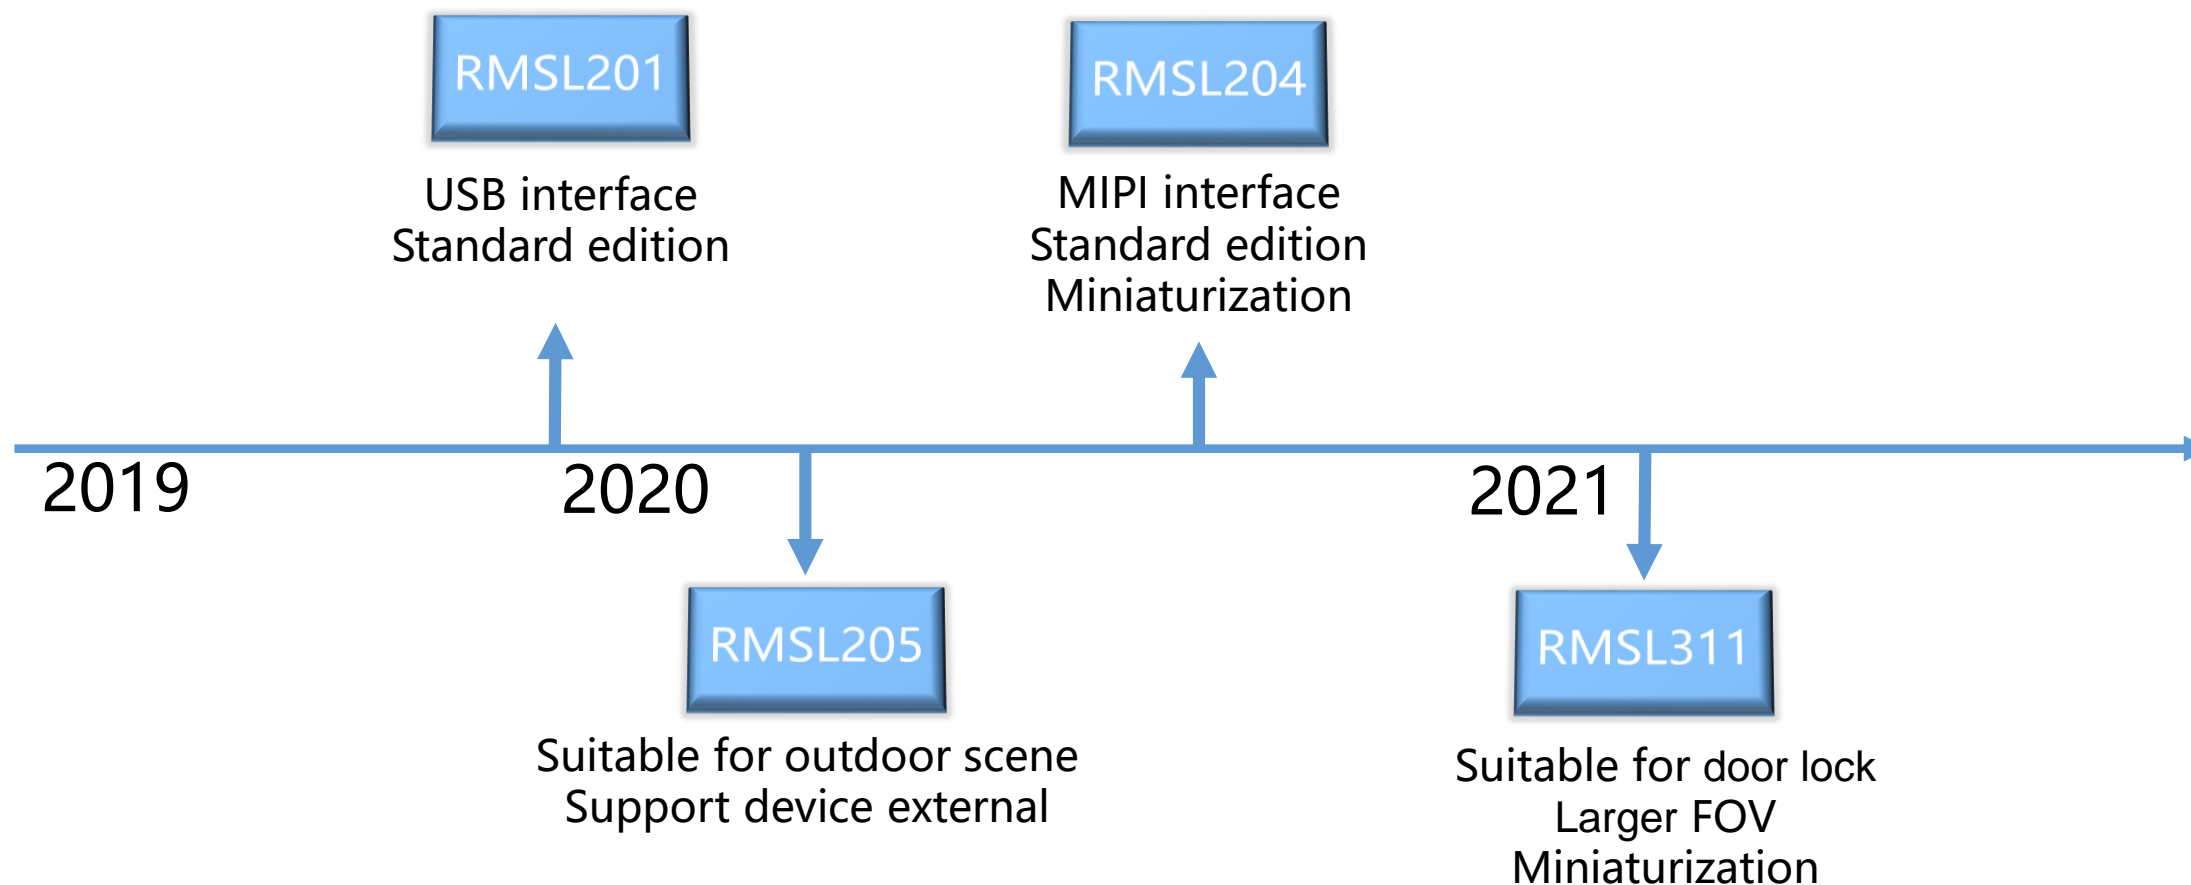 RMSL201
USB interface
Standard edition
RMSL204
MIPI interface
Standard edition
Miniaturization
2019
2020
2021
RMSL205
Suitable for outdoor scene
Support device external
RMSL311
Suitable for door lock
Larger FOV
Miniaturization